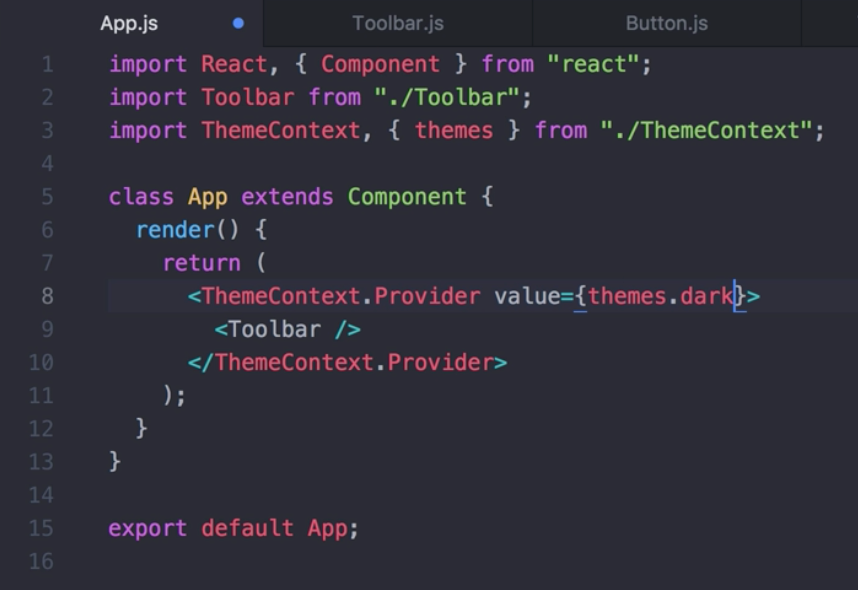 App.js Toolbar.js Button.js
1 import React, { Component } from "react";
2 import Toolbar from "./Toolbar";
3 import ThemeContext, { themes } from "./ThemeContext";
4
5 class App extends Component {
6   render() {
7     return (
8       <ThemeContext.Provider value={themes.dark}>
9         <Toolbar />
10       </ThemeContext.Provider>
11     );
12   }
13 }
14
15 export default App;
16